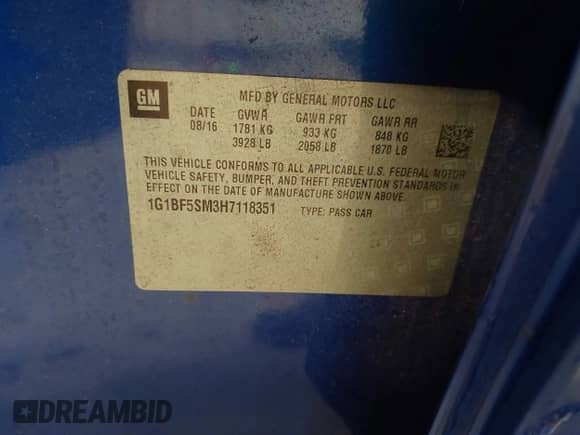 GM
MFD BY GENERAL MOTORS LLC
DATE GVWR GAWR FRT GAWR RR
08/16 1781 KG 933 KG 848 KG
3928 LB 2058 LB 1870 LB
THIS VEHICLE CONFORMS TO ALL APPLICABLE U.S. FEDERAL MOTOR
VEHICLE SAFETY, BUMPER, AND THEFT PREVENTION STANDARDS IN
EFFECT ON THE DATE OF MANUFACTURE SHOWN ABOVE.
1G1BF5SM3H7118351 TYPE: PASS CAR
DREAMBID